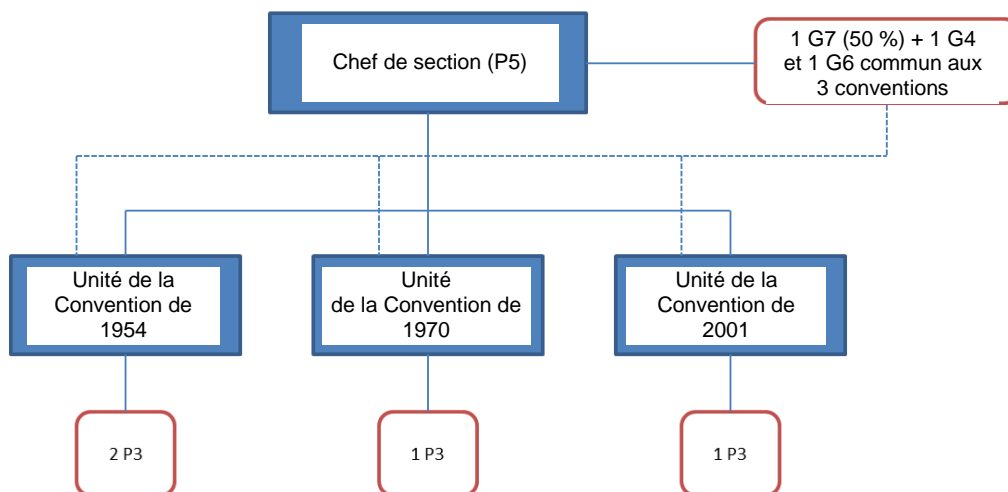 Chef de section (P5)
1 G7 (50 %) + 1 G4
et 1 G6 commun aux
3 conventions
Unité de la
Convention de
1954
Unité
de la Convention de
1970
Unité de la
Convention de
2001
2 P3
1 P3
1 P3